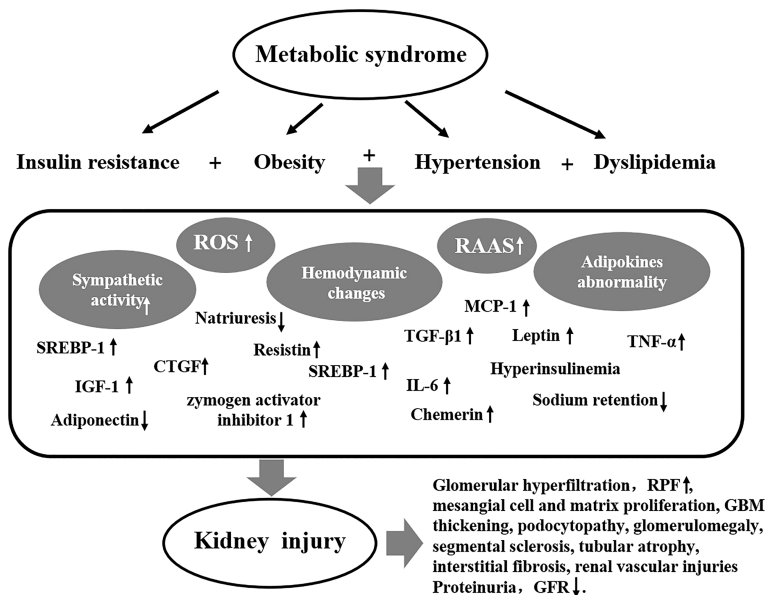 Metabolic syndrome
Insulin resistance + Obesity + Hypertension + Dyslipidemia
ROS ↑
RAAS↑
Sympathetic
activity↑
Hemodynamic
changes
Adipokines
abnormality
MCP-1 ↑
Natriuresis↓
TGF-β1↑
Leptin ↑
TNF-α↑
SREBP-1 ↑
Resistin↑
CTGF↑
SREBP-1 ↑
Hyperinsulinemia
IGF-1 ↑
IL-6 ↑
zymogen activator
inhibitor 1 ↑
Sodium retention↓
Adiponectin↓
Chemerin ↑
Kidney injury
Glomerular hyperfiltration，RPF↑,
mesangial cell and matrix proliferation, GBM
thickening, podocytopathy, glomerulomegaly,
segmental sclerosis, tubular atrophy,
interstitial fibrosis, renal vascular injuries
Proteinuria，GFR↓.